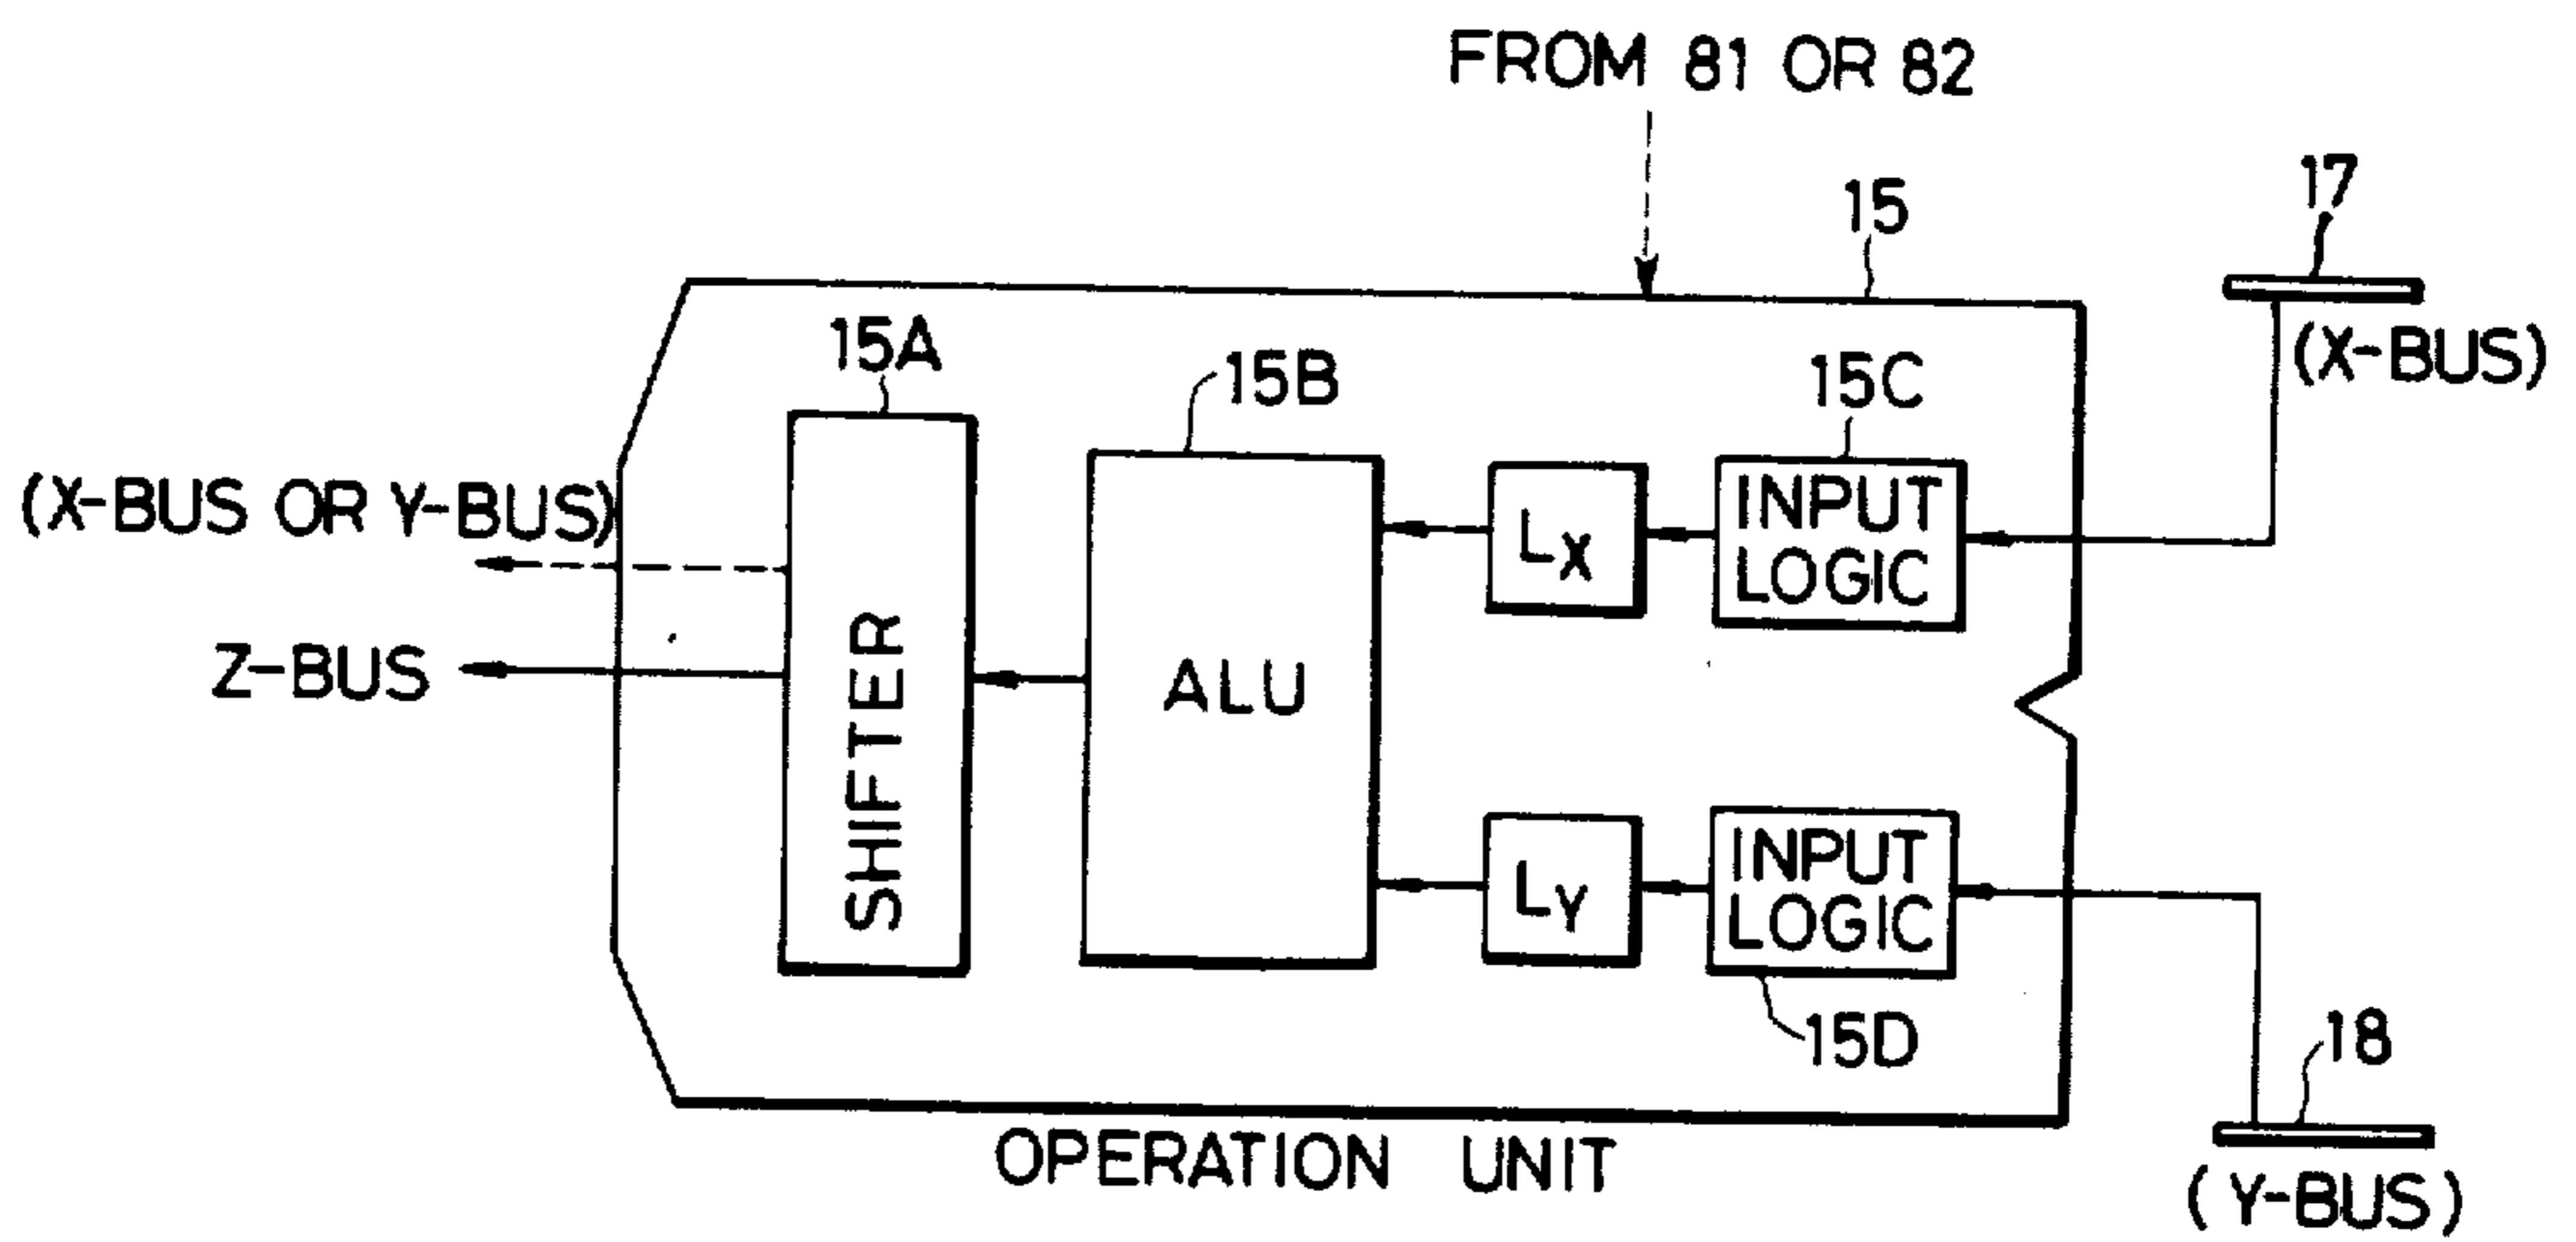 FROM 81 OR 82
15
17
(X-BUS)
15A
15B
15C
(X-BUS OR Y-BUS)
INPUT
LOGIC
LX
Z-BUS
SHIFTER
ALU
INPUT
LOGIC
LY
15D
18
OPERATION UNIT
(Y-BUS)